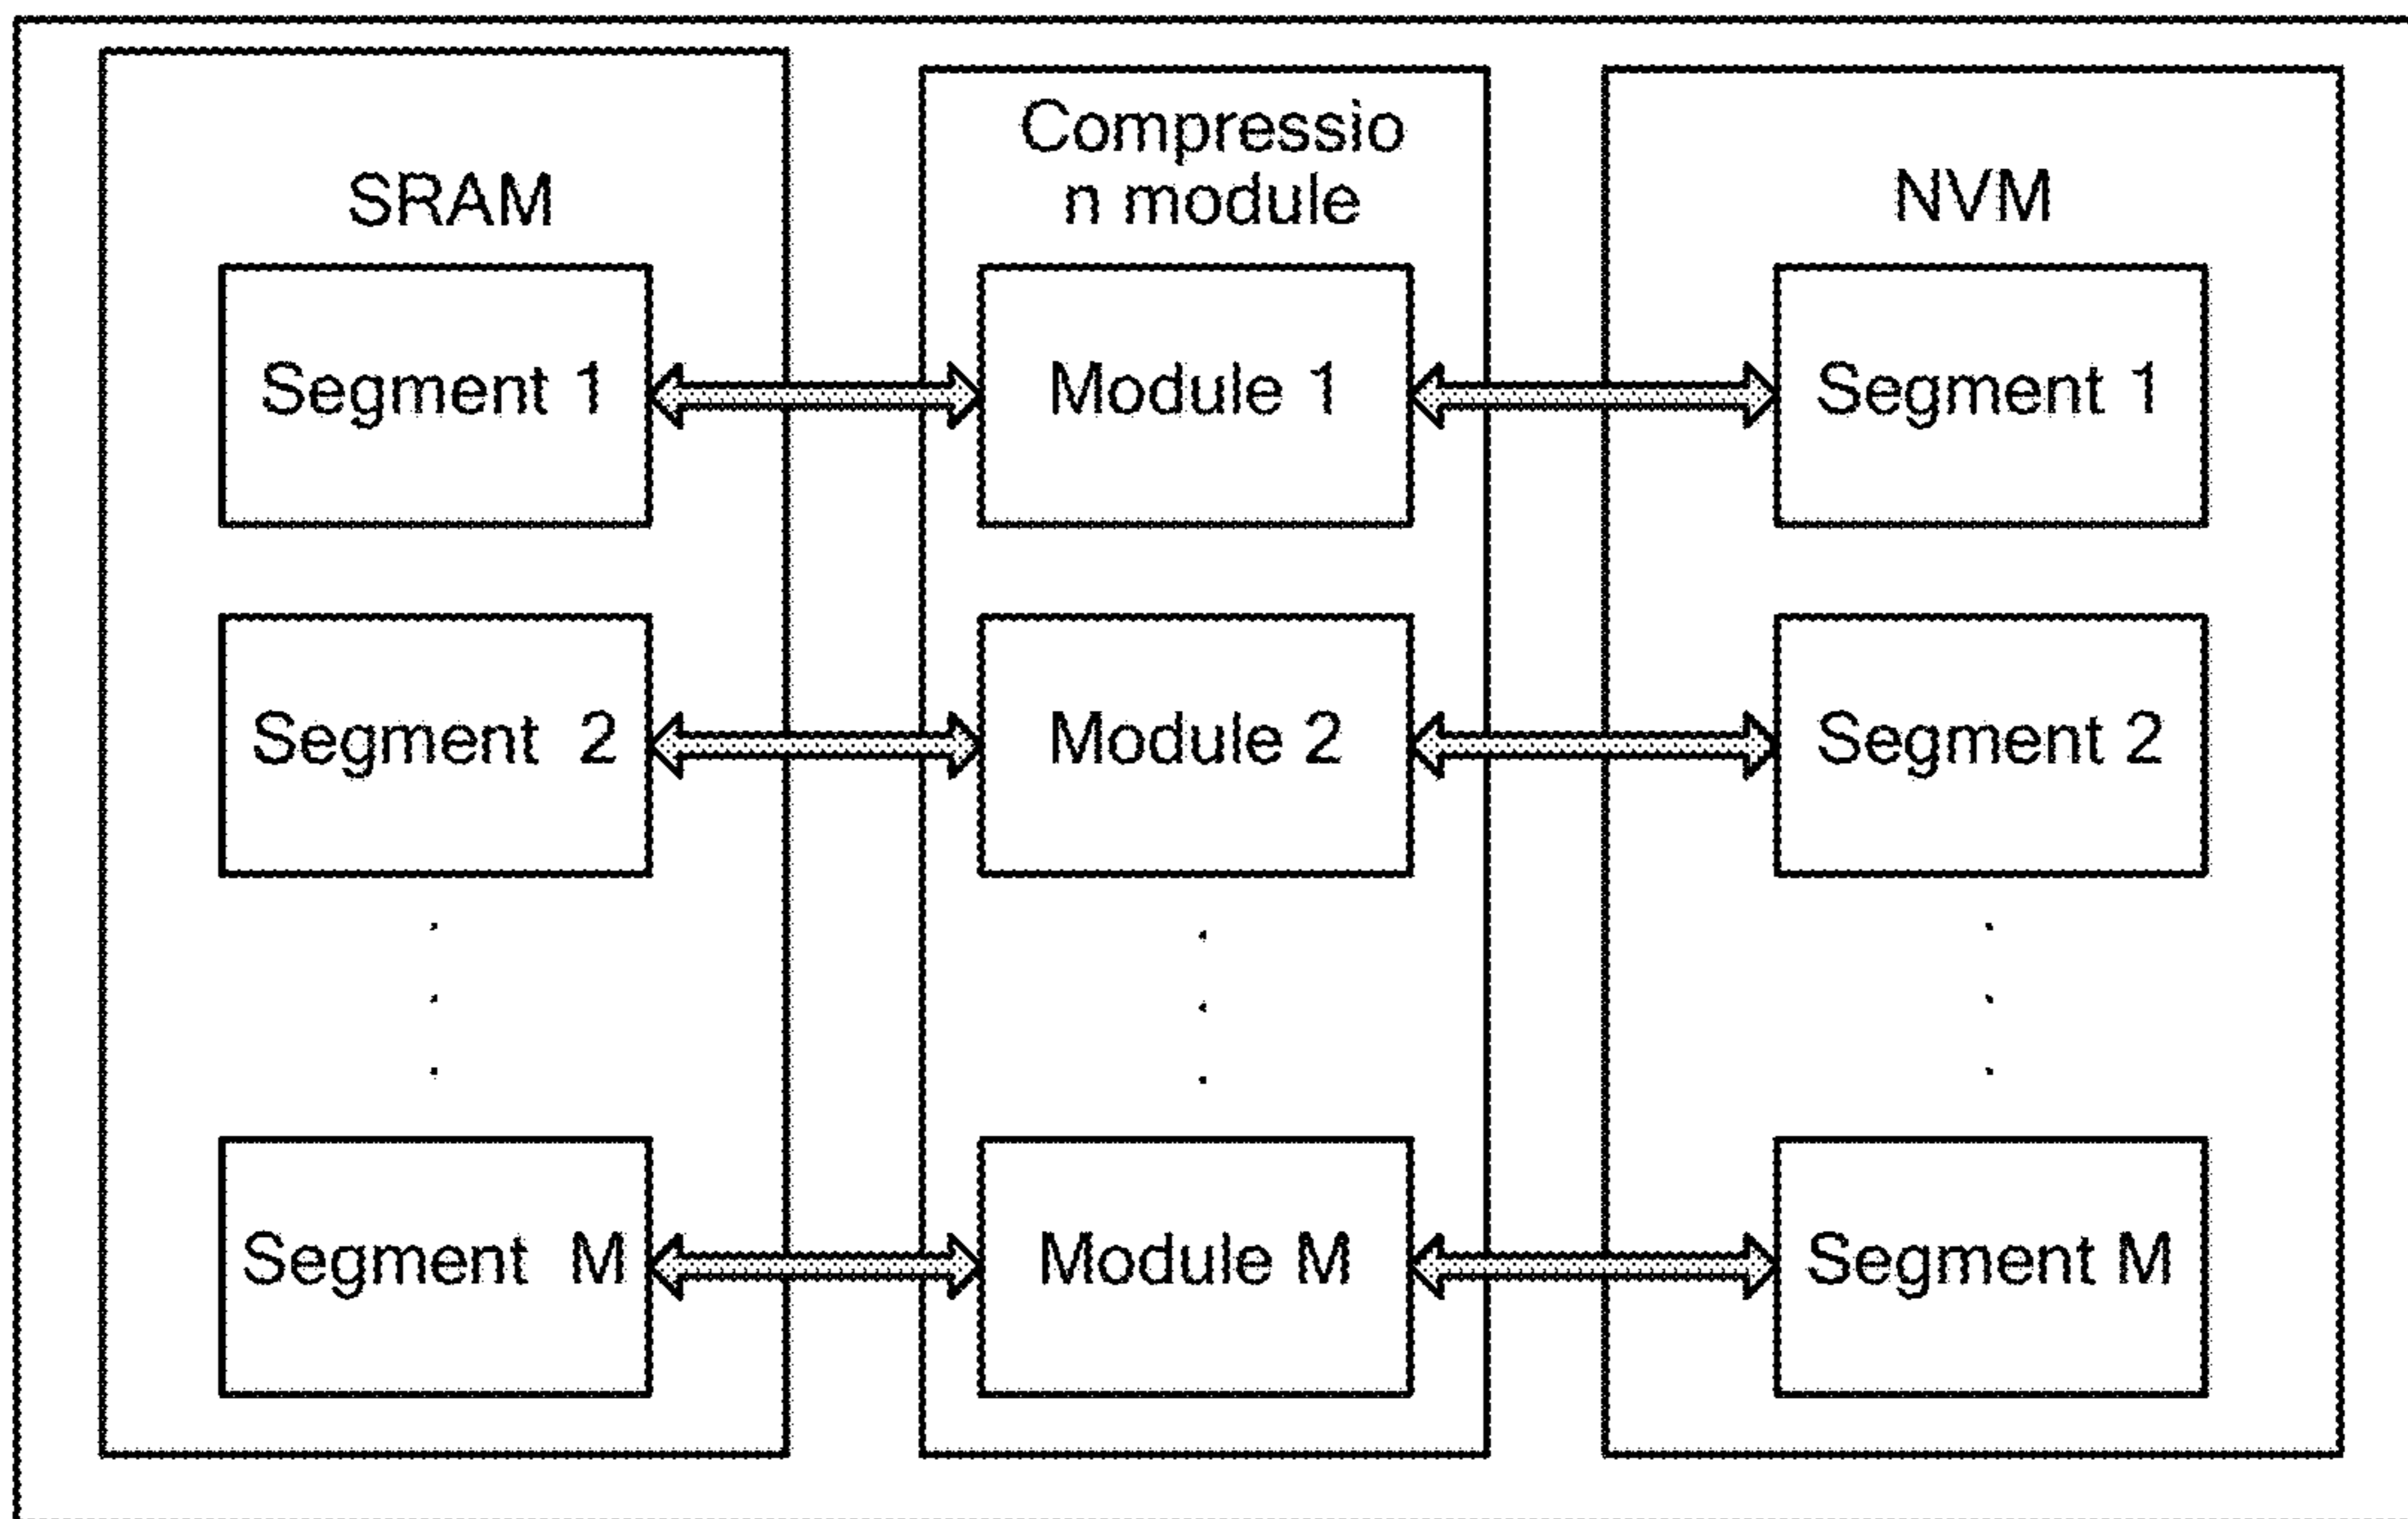 SRAM
Compressio
n module
NVM
Segment 1
Module 1
Segment 1
Segment 2
Module 2
Segment 2
Segment M
Module M
Segment M